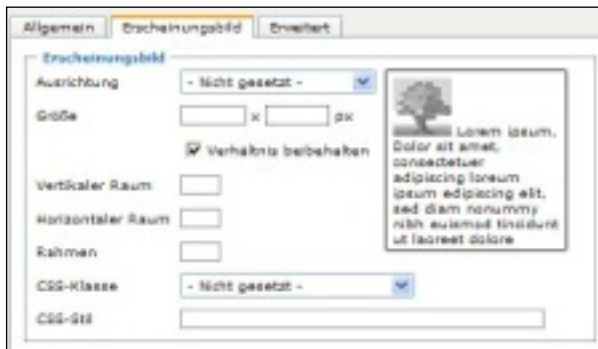 Allgemein Erscheinungsbild Erweitert
Erscheinungsbild
Ausrichtung - Nicht gesetzt -
Größe x px
Verhältnis beibehalten
Vertikaler Raum
Horizontaler Raum
Rahmen
CSS-Klasse - Nicht gesetzt -
CSS-Stil
Lorem ipsum,
Dolor sit amet,
consectetuer
adipiscing loreum
ipsum edipiscing elit,
sed diam nonummy
nibh euismod tincidunt
ut laoreet dolore